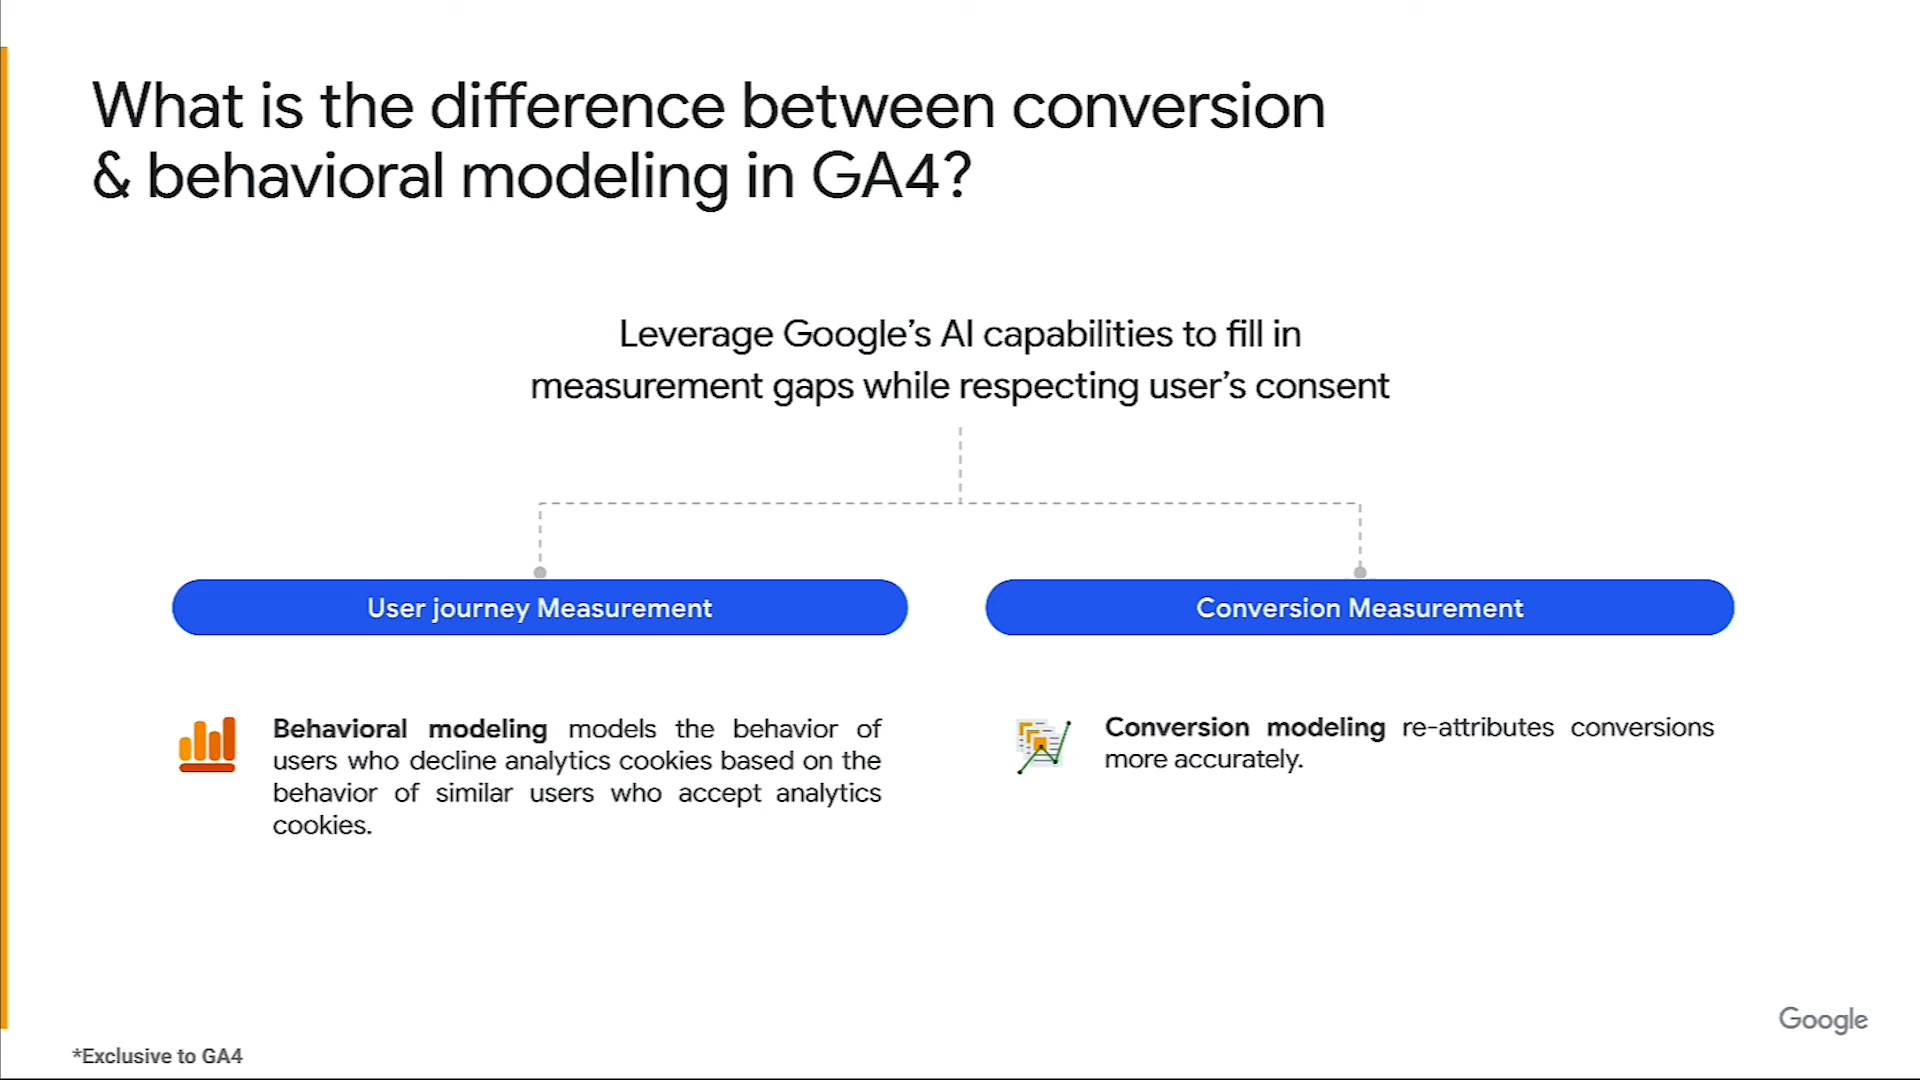 What is the difference between conversion
& behavioral modeling in GA4?
Leverage Google's AI capabilities to fill in
measurement gaps while respecting user's consent
User journey Measurement
Conversion Measurement
Behavioral modeling models the behavior of
users who decline analytics cookies based on the
behavior of similar users who accept analytics
cookies.
Conversion modeling re-attributes conversions
more accurately.
Google
*Exclusive to GA4